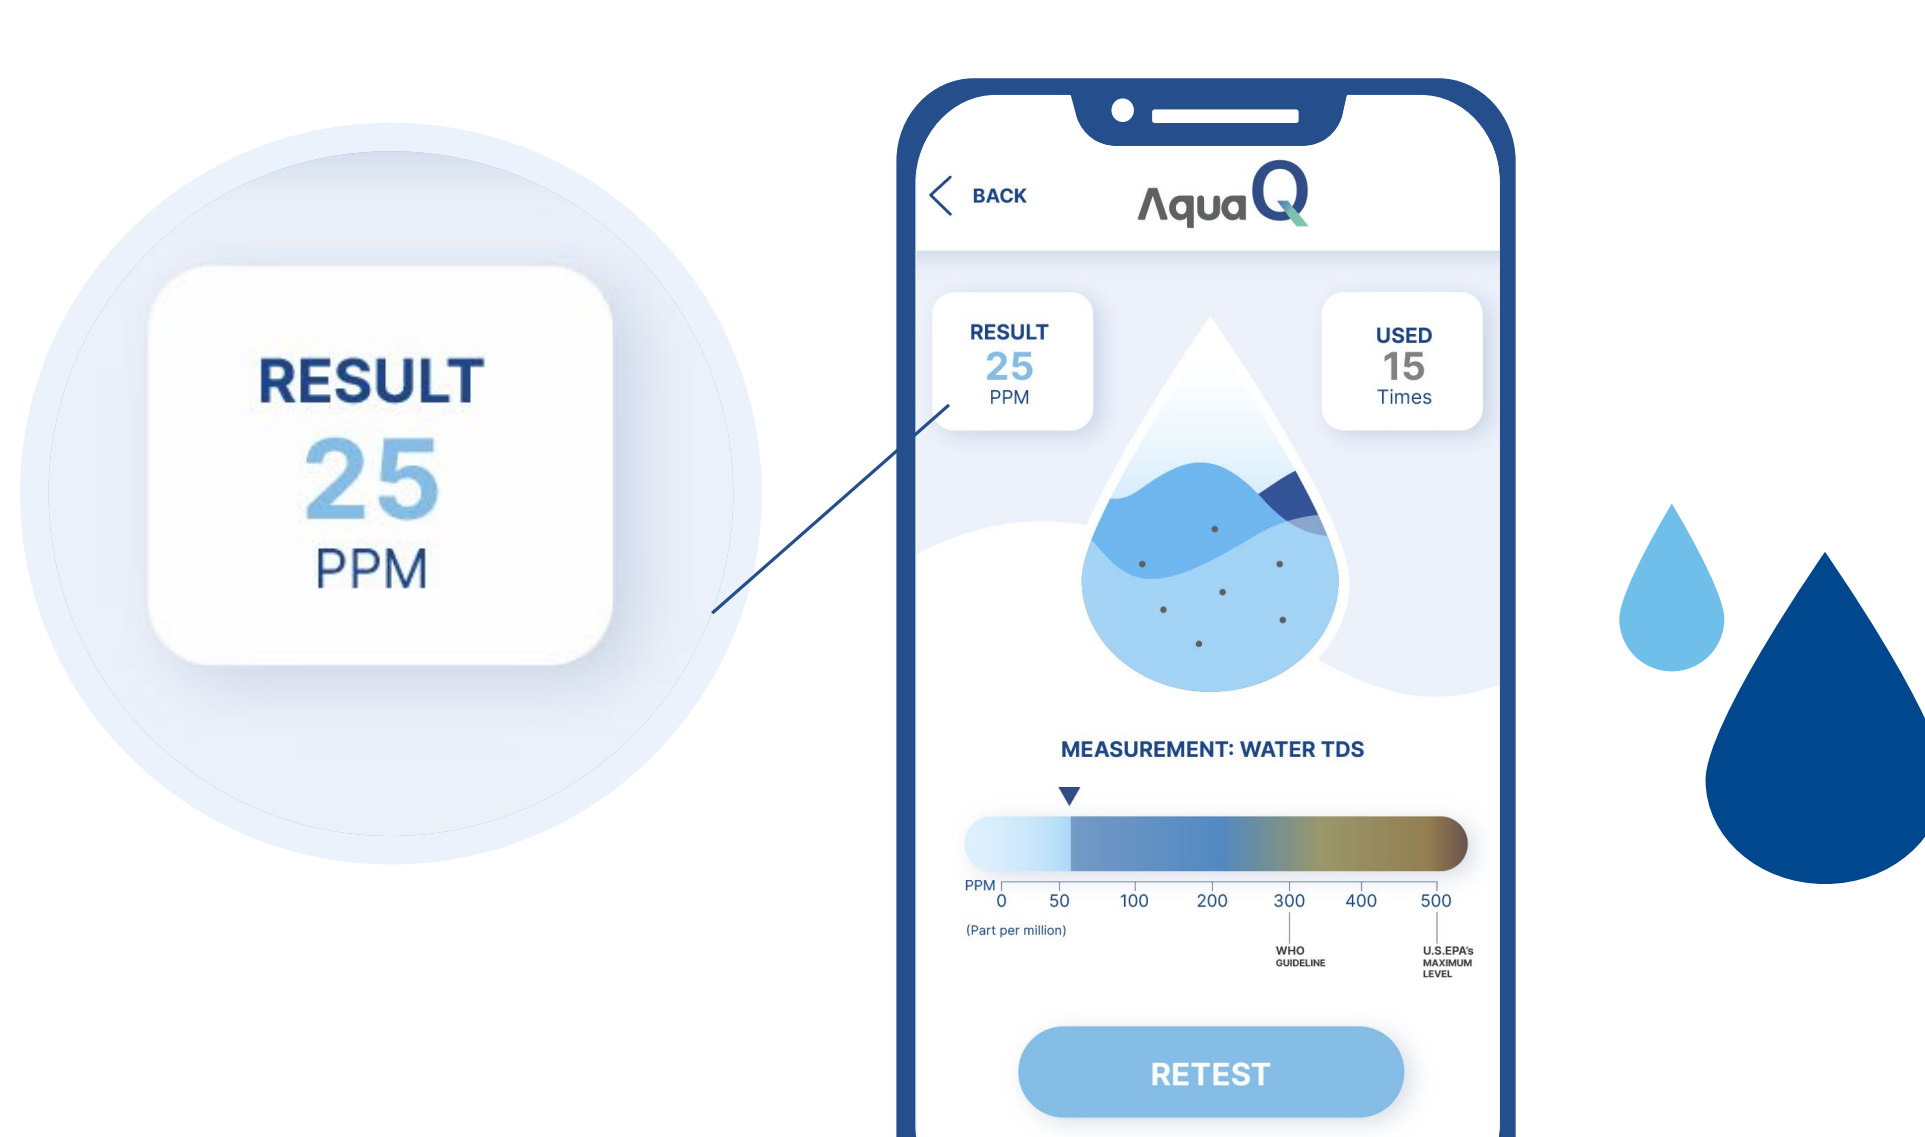 RESULT
25
PPM
BACK
AquaQ
RESULT
25
PPM
USED
15
Times
MEASUREMENT: WATER TDS
PPM
0 50 100 200 300 400 500
(Part per million)
WHO
GUIDELINE
U.S.EPA's
MAXIMUM
LEVEL
RETEST